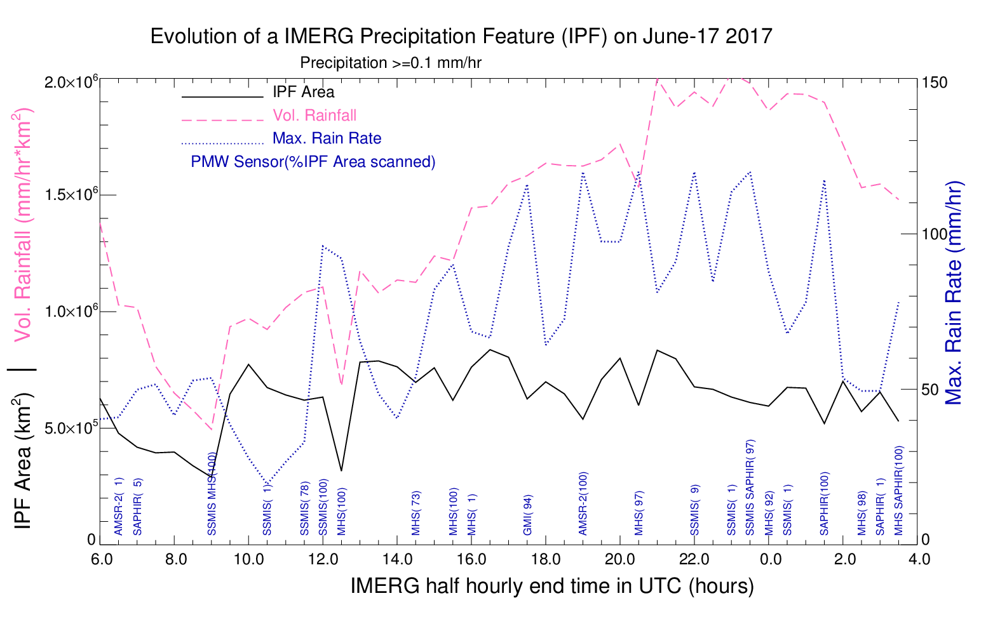 Evolution of a IMERG Precipitation Feature (IPF) on June-17 2017
Precipitation >=0.1 mm/hr
IPF Area
Vol. Rainfall
Max. Rain Rate
PMW Sensor(%IPF Area scanned)
IPF Area (km²) | Vol. Rainfall (mm/hr*km²)
2.0×10⁶
1.5×10⁶
1.0×10⁶
5.0×10⁵
0
150
100
50
0
Max. Rain Rate (mm/hr)
AMSR-2( 1)
SAPHIR( 5)
SSMIS MHS(100)
SSMIS( 1)
SSMIS( 78)
SSMIS(100)
MHS(100)
MHS( 73)
MHS(100)
MHS( 1)
GMI( 94)
AMSR-2(100)
MHS( 97)
SSMIS( 9)
SSMIS( 1)
SSMIS SAPHIR( 97)
MHS( 92)
SSMIS( 1)
SAPHIR(100)
MHS( 98)
SAPHIR( 1)
MHS SAPHIR(100)
6.0 8.0 10.0 12.0 14.0 16.0 18.0 20.0 22.0 0.0 2.0 4.0
IMERG half hourly end time in UTC (hours)